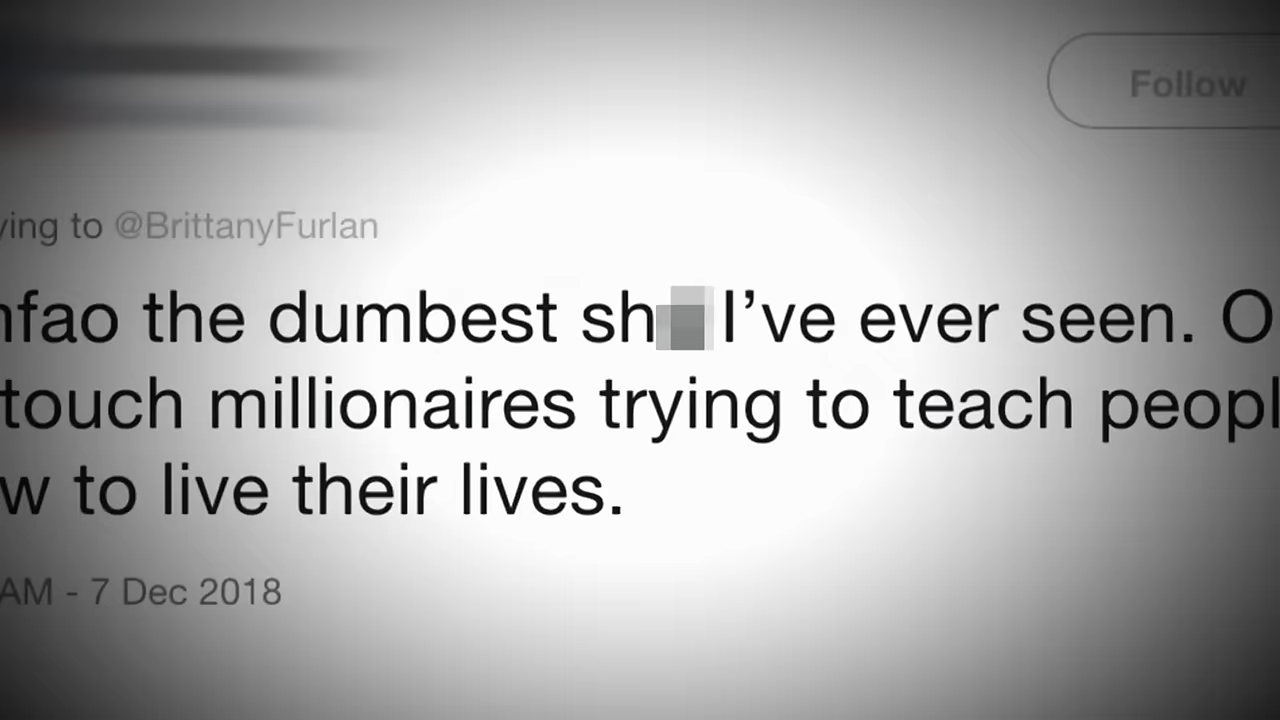 Follow
ying to @BrittanyFurlan
nfao the dumbest sh I’ve ever seen. O
touch millionaires trying to teach peopl
w to live their lives.
AM - 7 Dec 2018